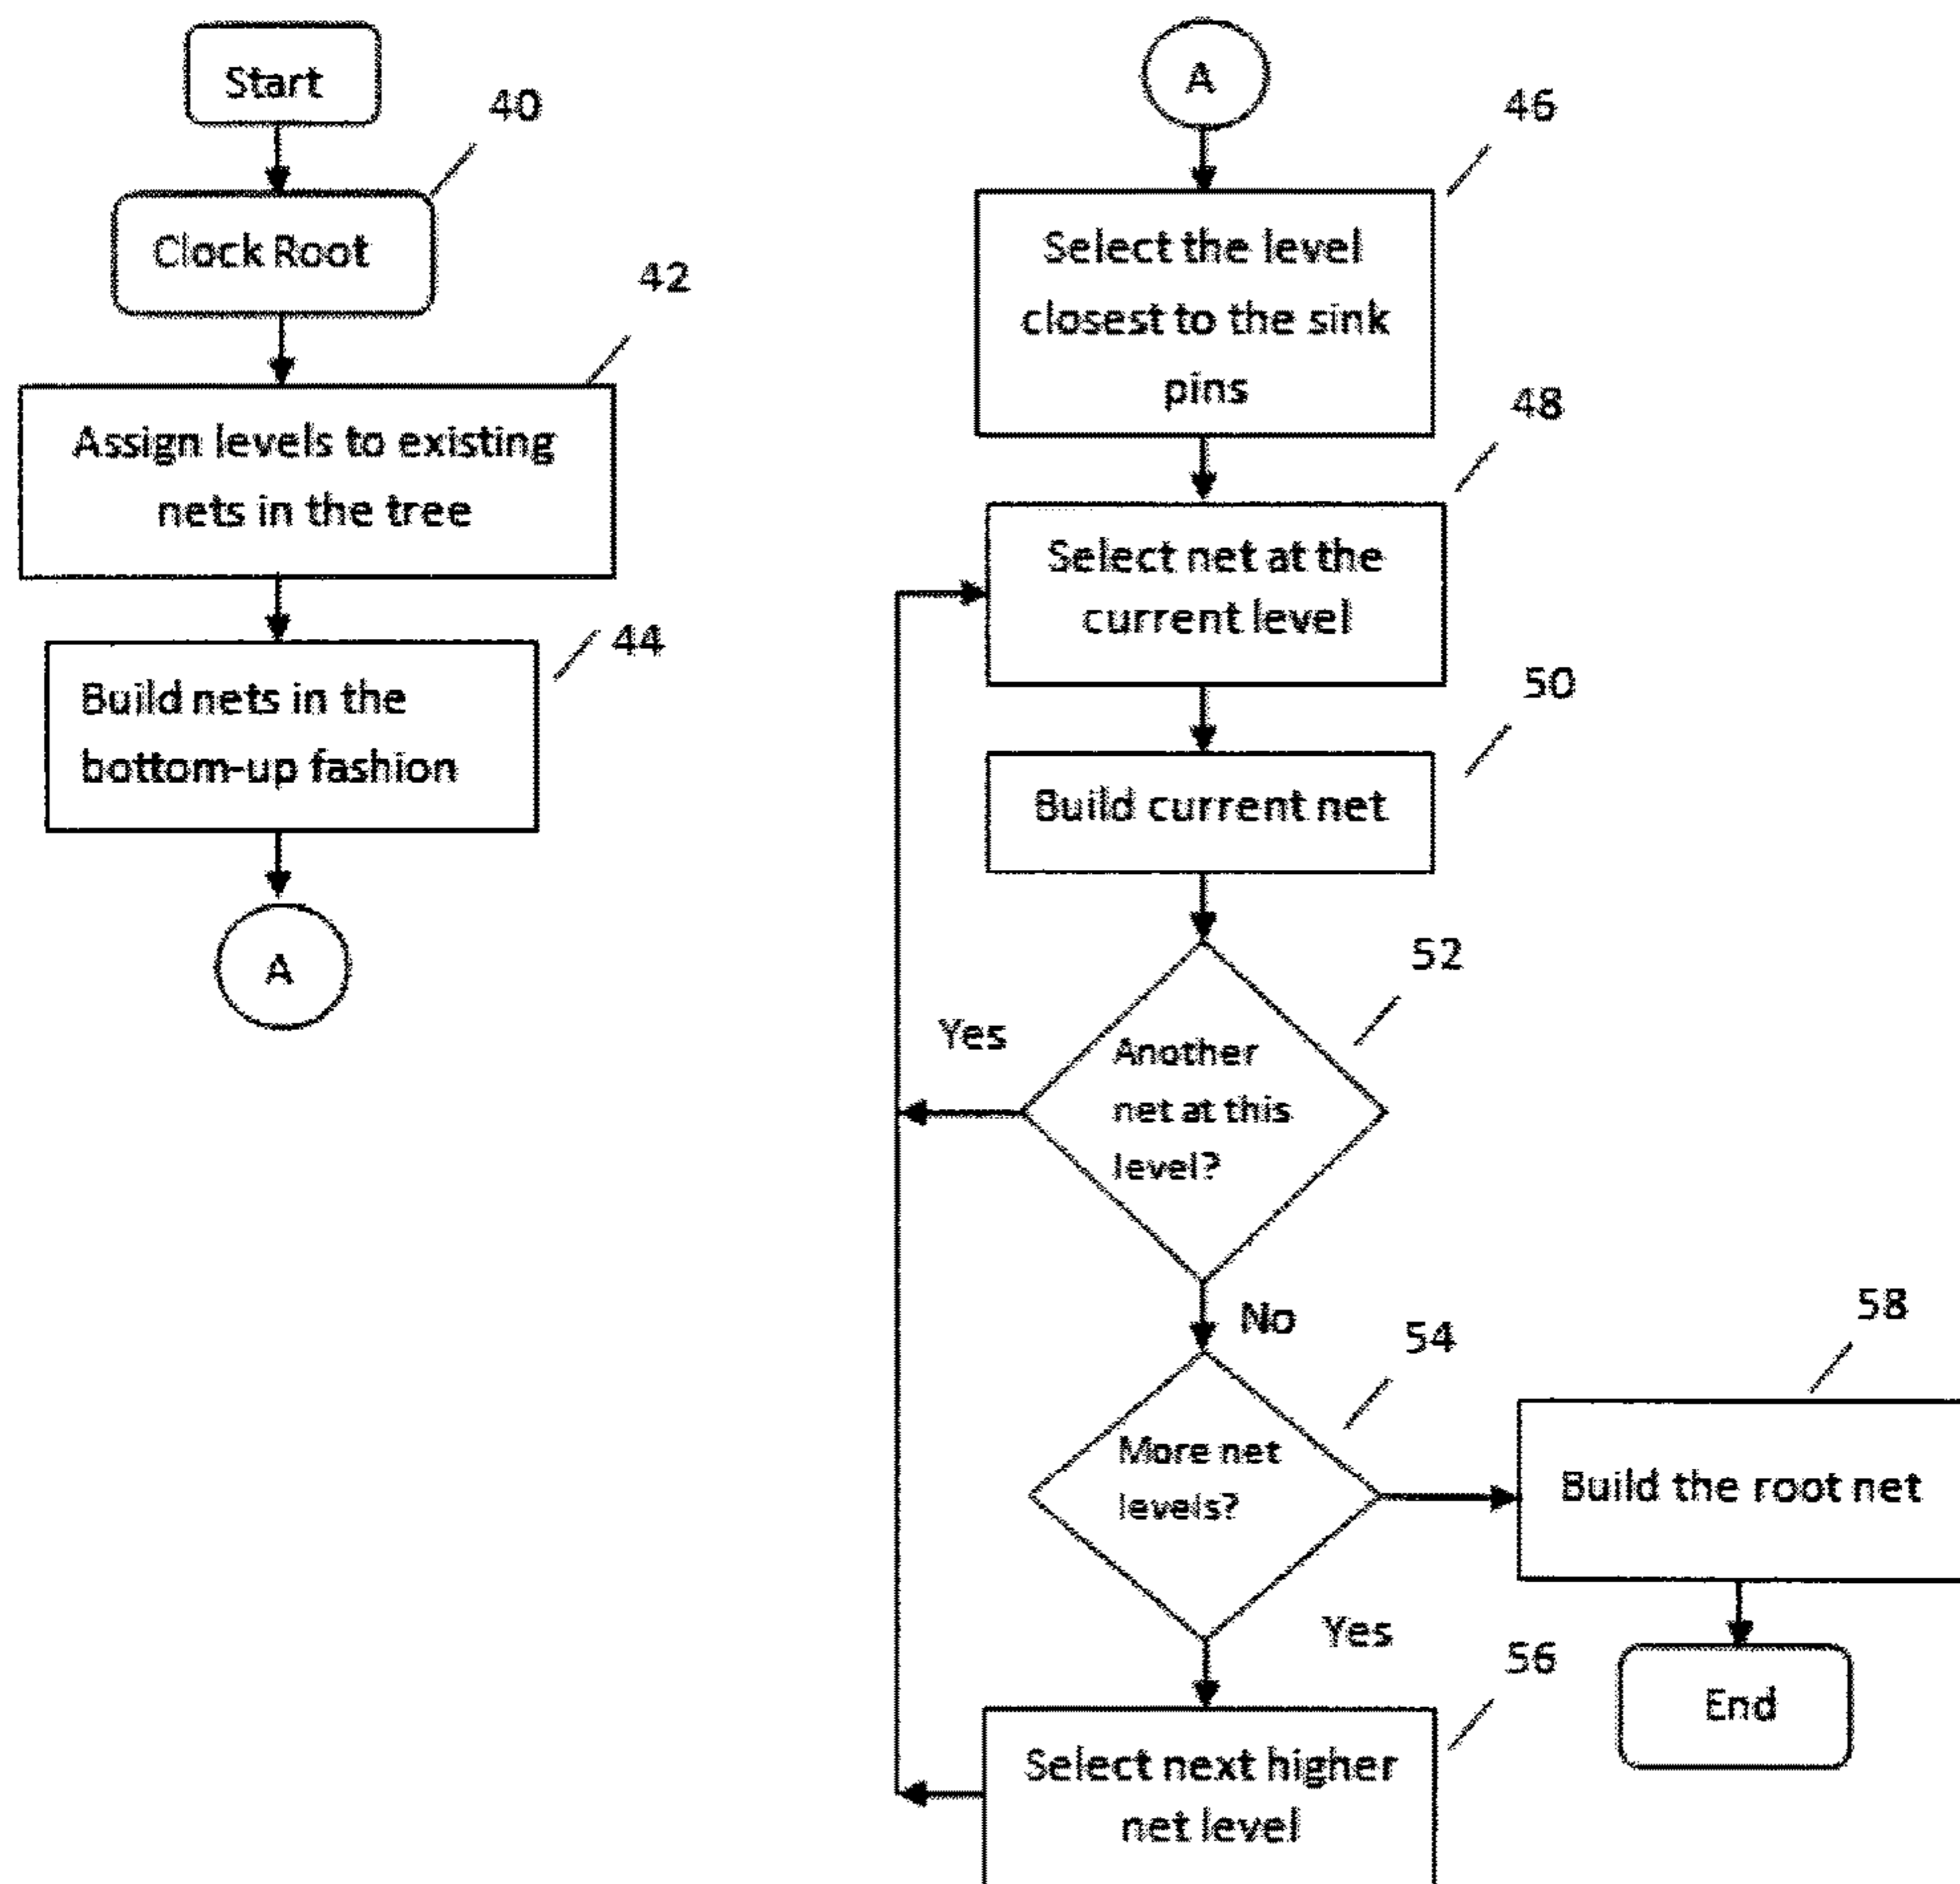 Start
40
Clock Root
42
Assign levels to existing
nets in the tree
44
Build nets in the
bottom-up fashion
A
A
46
Select the level
closest to the sink
pins
48
Select net at the
current level
50
Build current net
52
Yes
Another
net at this
level?
No
54
58
More net
levels?
Build the root net
Yes
56
End
Select next higher
net level